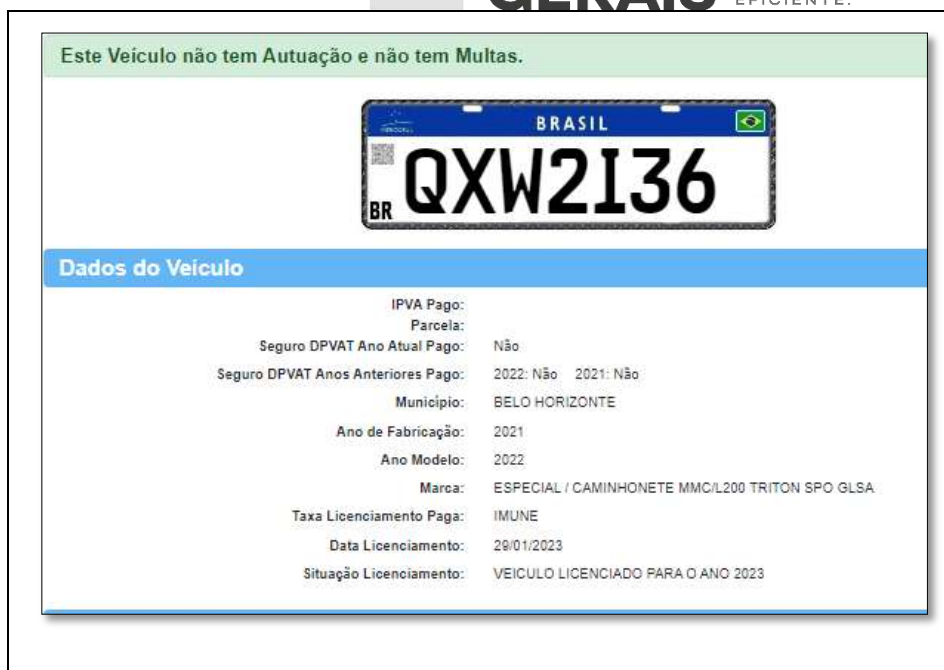 GERAIS EFICIENTE.
Este Veículo não tem Autuação e não tem Multas.
BRASIL
BR QXW2I36
Dados do Veículo
IPVA Pago:
Parcela:
Seguro DPVAT Ano Atual Pago: Não
Seguro DPVAT Anos Anteriores Pago: 2022: Não 2021: Não
Município: BELO HORIZONTE
Ano de Fabricação: 2021
Ano Modelo: 2022
Marca: ESPECIAL / CAMINHONETE MMC/L200 TRITON SPO GLSA
Taxa Licenciamento Paga: IMUNE
Data Licenciamento: 29/01/2023
Situação Licenciamento: VEICULO LICENCIADO PARA O ANO 2023